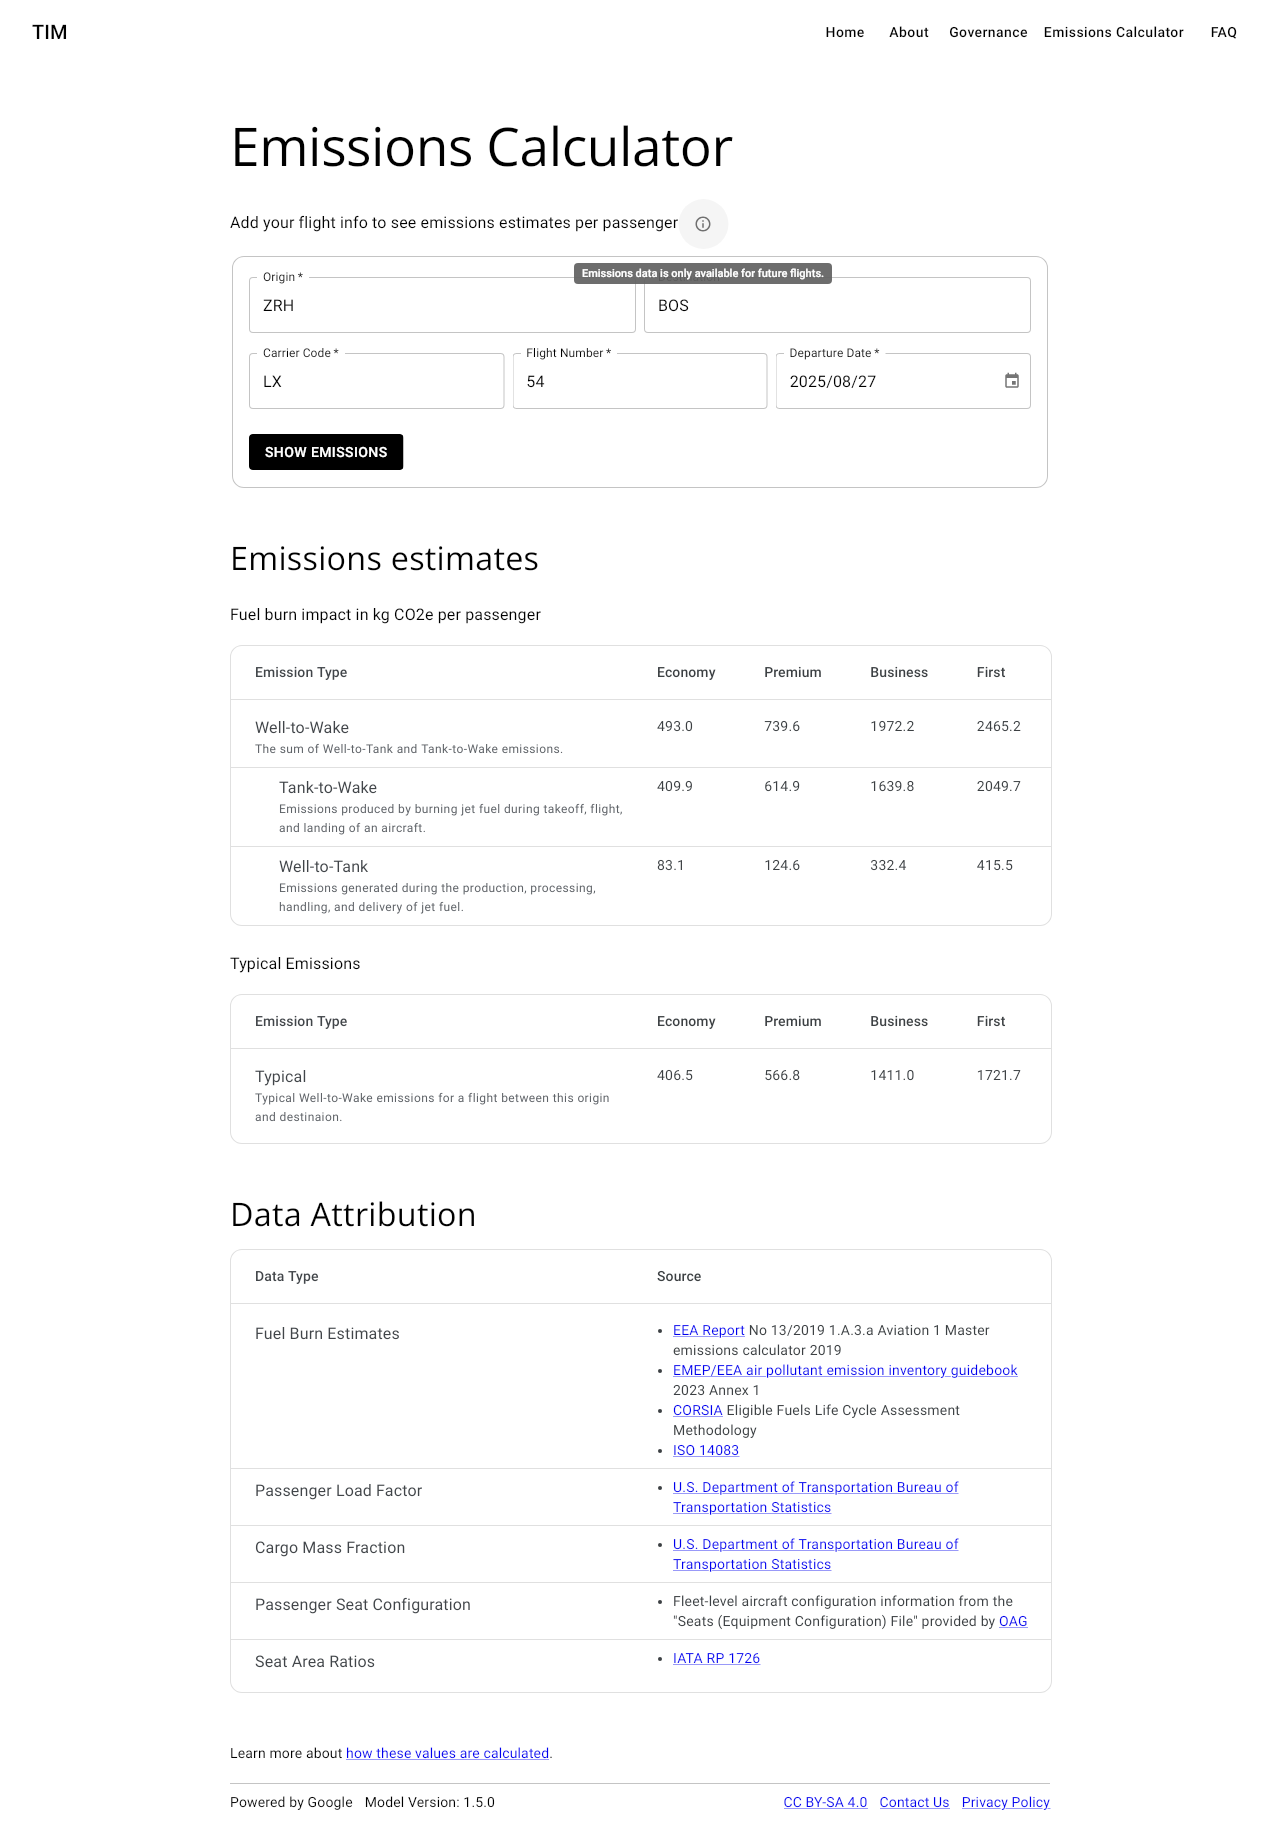 TIM
Home About Governance Emissions Calculator FAQ
Emissions Calculator
Add your flight info to see emissions estimates per passenger
Emissions data is only available for future flights.
Origin *
ZRH
BOS
Carrier Code *
LX
Flight Number *
54
Departure Date *
2025/08/27
SHOW EMISSIONS
Emissions estimates
Fuel burn impact in kg CO2e per passenger
Emission Type Economy Premium Business First
Well-to-Wake 493.0 739.6 1972.2 2465.2
The sum of Well-to-Tank and Tank-to-Wake emissions.
Tank-to-Wake 409.9 614.9 1639.8 2049.7
Emissions produced by burning jet fuel during takeoff, flight,
and landing of an aircraft.
Well-to-Tank 83.1 124.6 332.4 415.5
Emissions generated during the production, processing,
handling, and delivery of jet fuel.
Typical Emissions
Emission Type Economy Premium Business First
Typical 406.5 566.8 1411.0 1721.7
Typical Well-to-Wake emissions for a flight between this origin
and destinaion.
Data Attribution
Data Type Source
Fuel Burn Estimates
• EEA Report No 13/2019 1.A.3.a Aviation 1 Master
emissions calculator 2019
• EMEP/EEA air pollutant emission inventory guidebook
2023 Annex 1
• CORSIA Eligible Fuels Life Cycle Assessment
Methodology
• ISO 14083
Passenger Load Factor
• U.S. Department of Transportation Bureau of
Transportation Statistics
Cargo Mass Fraction
• U.S. Department of Transportation Bureau of
Transportation Statistics
Passenger Seat Configuration
• Fleet-level aircraft configuration information from the
"Seats (Equipment Configuration) File" provided by OAG
Seat Area Ratios
• IATA RP 1726
Learn more about how these values are calculated.
Powered by Google Model Version: 1.5.0 CC BY-SA 4.0 Contact Us Privacy Policy